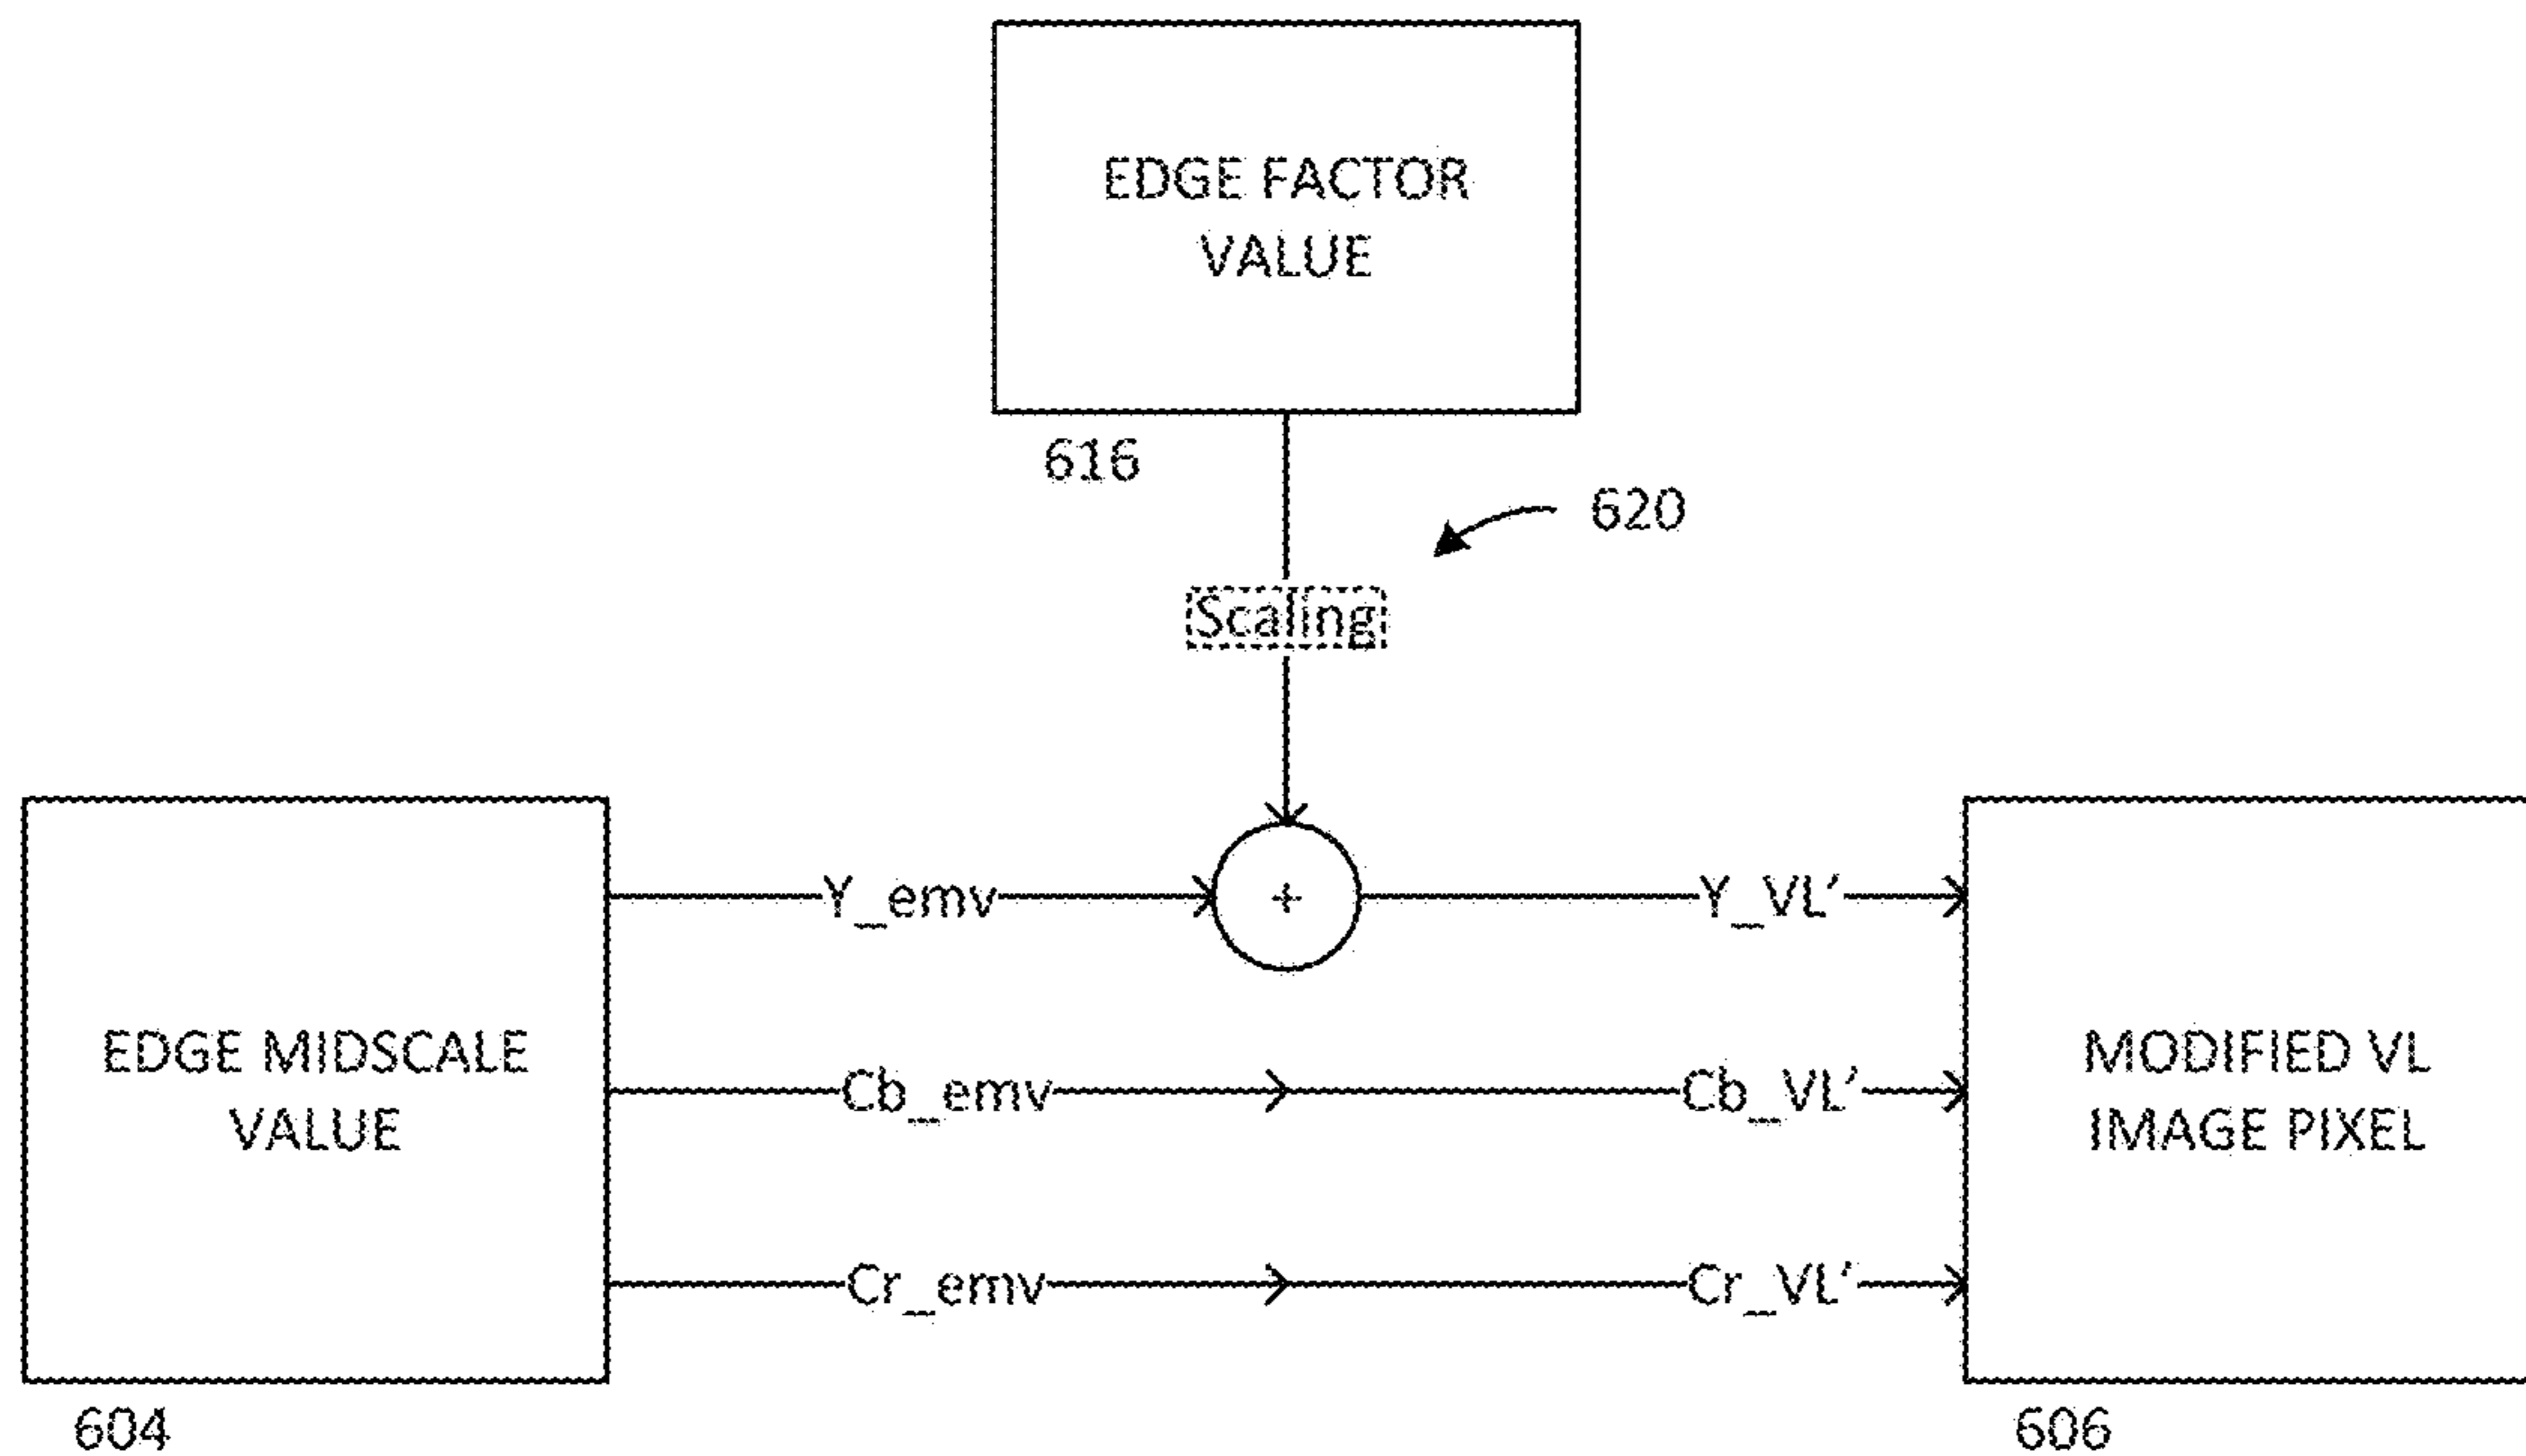 EDGE FACTOR
VALUE
616
620
Scaling
Y_emv
+
Y_VL'
EDGE MIDSCALE
VALUE
Cb_emv
Cb_VL'
MODIFIED VL
IMAGE PIXEL
Cr_emv
Cr_VL'
604
606